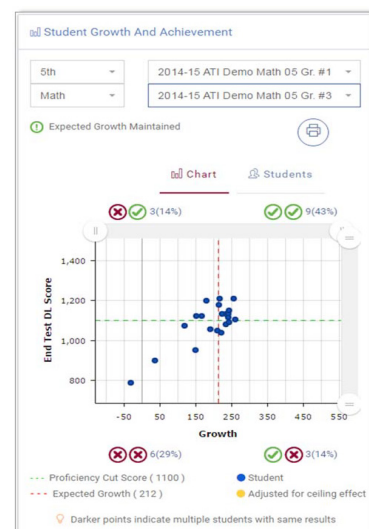 Student Growth And Achievement
5th 2014-15 ATI Demo Math 05 Gr. #1
Math 2014-15 ATI Demo Math 05 Gr. #3
Expected Growth Maintained
Chart Students
3(14%) 9(43%)
End Test DL Score
1,400
1,200
1,000
800
-50 50 150 250 350 450 550
Growth
6(29%) 3(14%)
Proficiency Cut Score ( 1100 ) Student
Expected Growth ( 212 ) Adjusted for ceiling effect
Darker points indicate multiple students with same results